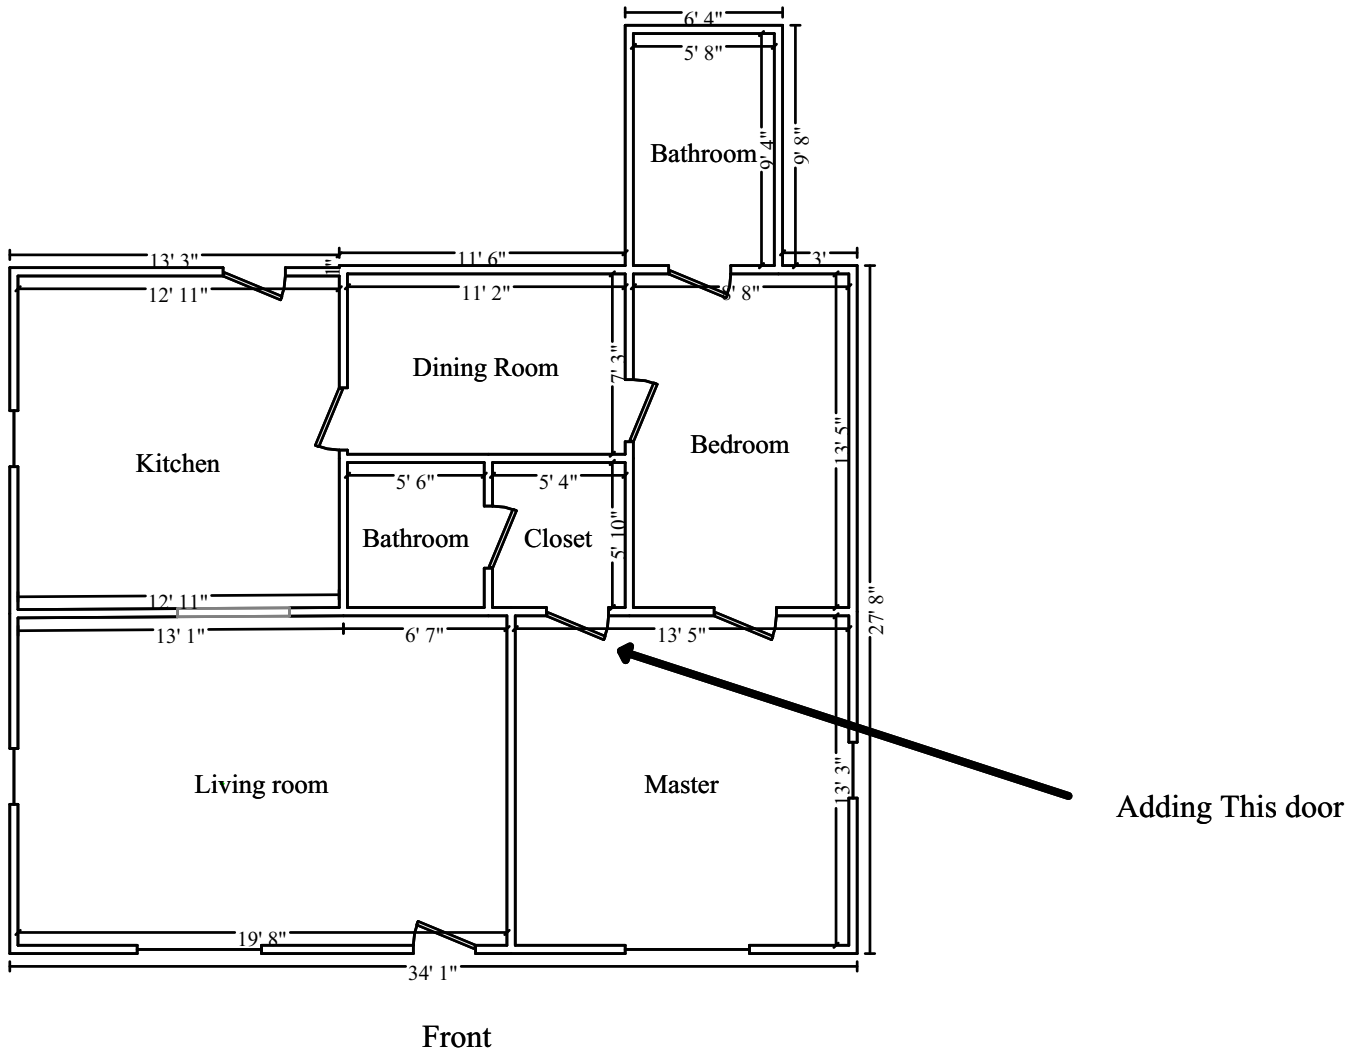 6' 4"
5' 8"
Bathroom
9' 4"
9' 8"
13' 3"
1"
11' 6"
3'
12' 11"
11' 2"
8' 8"
Dining Room
7' 3"
Kitchen
Bedroom
13' 5"
5' 6"
5' 4"
Bathroom
Closet
5' 10"
12' 11"
27' 8"
13' 1"
6' 7"
13' 5"
Living room
Master
13' 3"
Adding This door
19' 8"
34' 1"
Front